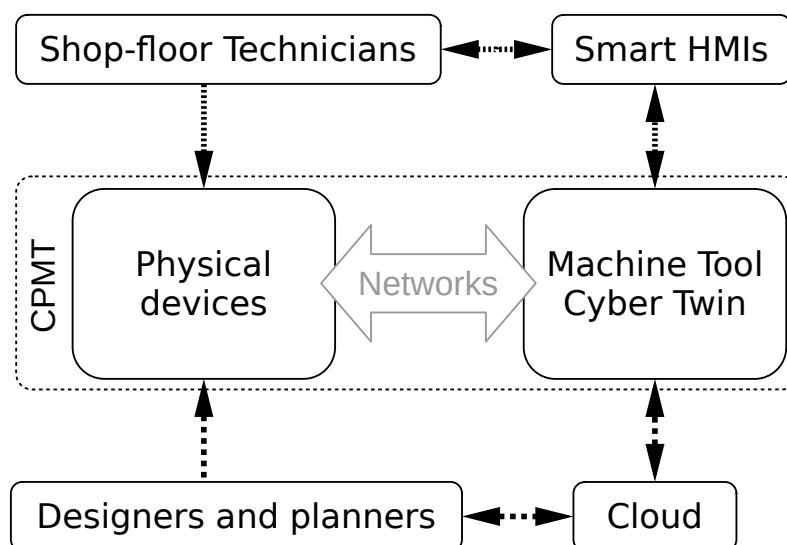 Shop-floor Technicians
Smart HMIs
CPMT
Physical
devices
Networks
Machine Tool
Cyber Twin
Designers and planners
Cloud